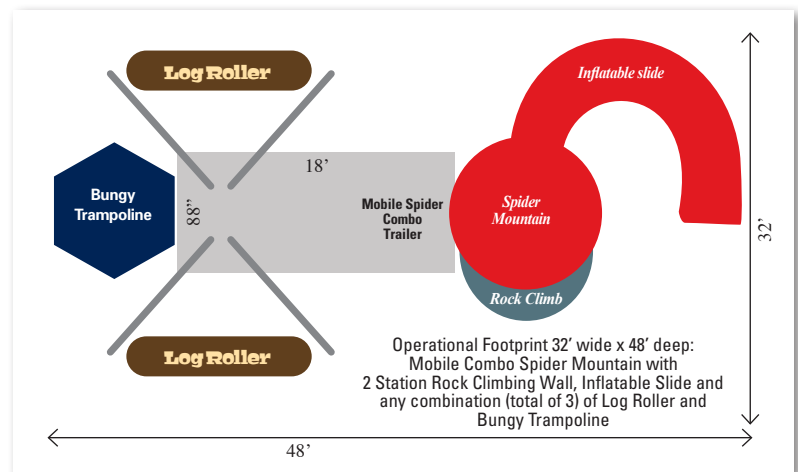 Log Roller
Inflatable slide
18’
Bungy
Trampoline
88”
Mobile Spider
Combo
Trailer
Spider
Mountain
32’
Rock Climb
Log Roller
Operational Footprint 32’ wide x 48’ deep:
Mobile Combo Spider Mountain with
2 Station Rock Climbing Wall, Inflatable Slide and
any combination (total of 3) of Log Roller and
Bungy Trampoline
48’